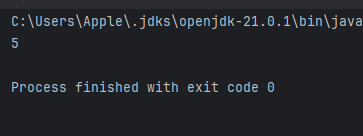 C:\Users\Apple\.jdks\openjdk-21.0.1\bin\java
5
Process finished with exit code 0